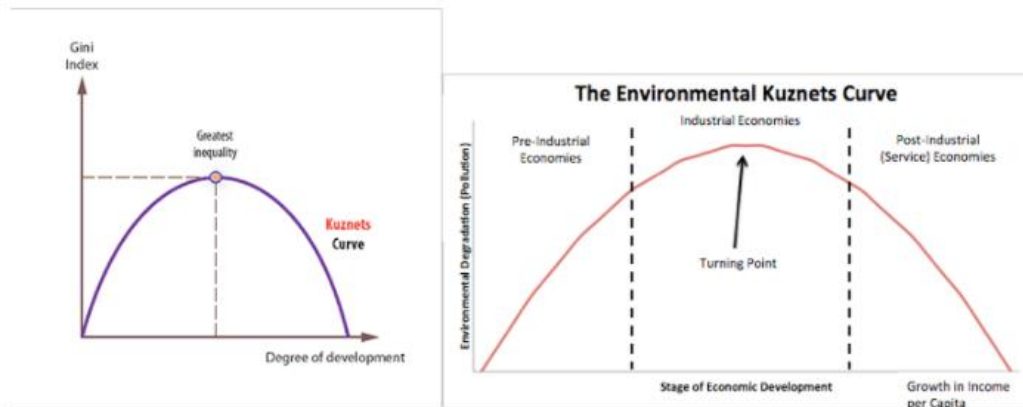 Gini
Index
Greatest
inequality
Kuznets
Curve
Degree of development
The Environmental Kuznets Curve
Industrial Economies
Pre-Industrial
Economies
Post-Industrial
(Service) Economies
Environmental Degradation (Pollution)
Turning Point
Stage of Economic Development
Growth in Income
per Capita